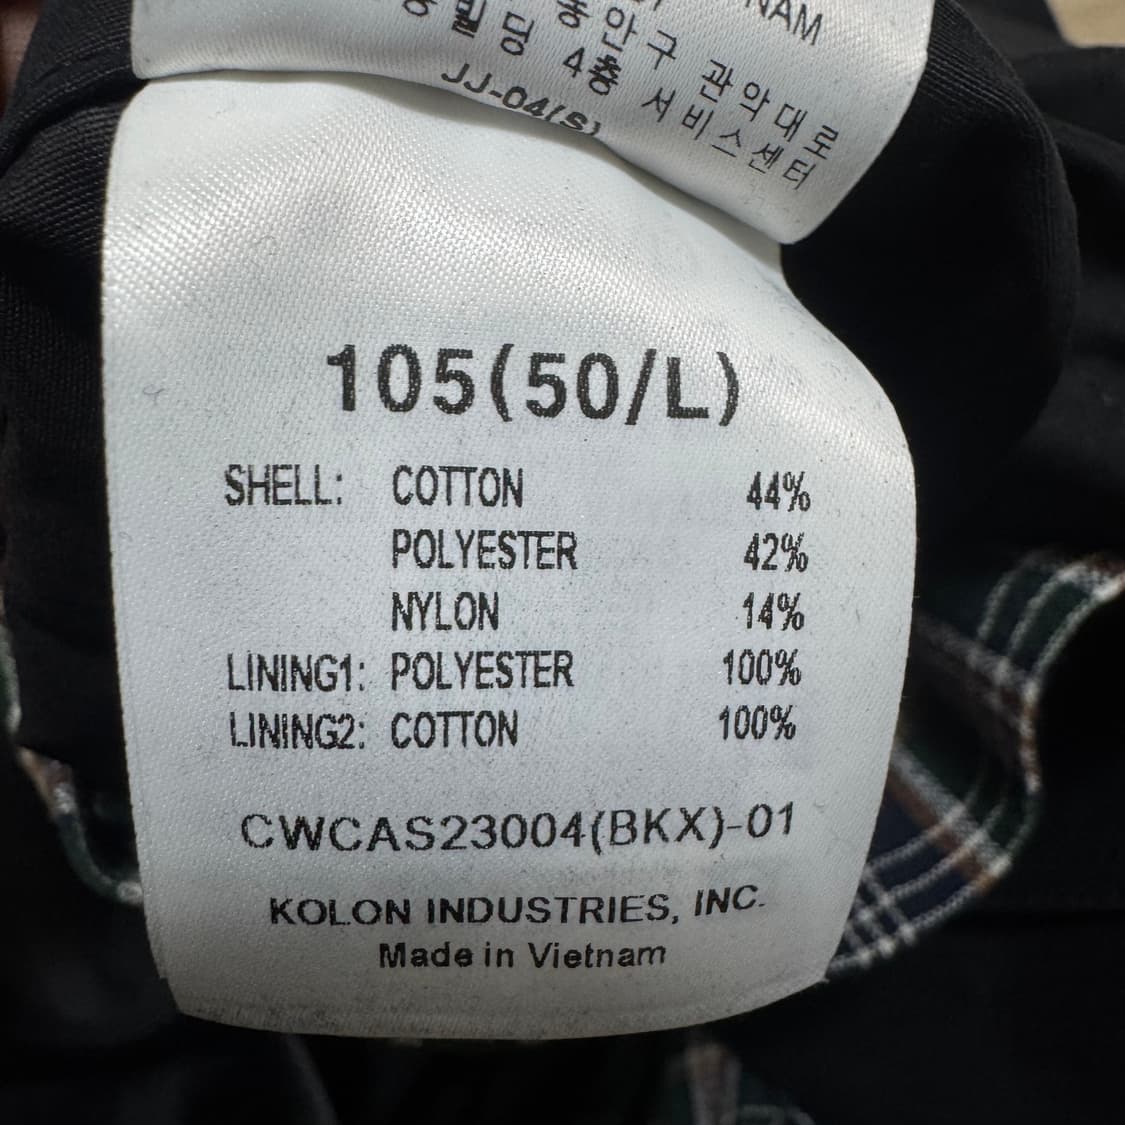 NAM
안구 관악대로
딩 4층 서비스센터
JJ-04(S)
105(50/L)
SHELL: COTTON 44%
POLYESTER 42%
NYLON 14%
LINING1: POLYESTER 100%
LINING2: COTTON 100%
CWCAS23004(BKX)-01
KOLON INDUSTRIES, INC.
Made in Vietnam